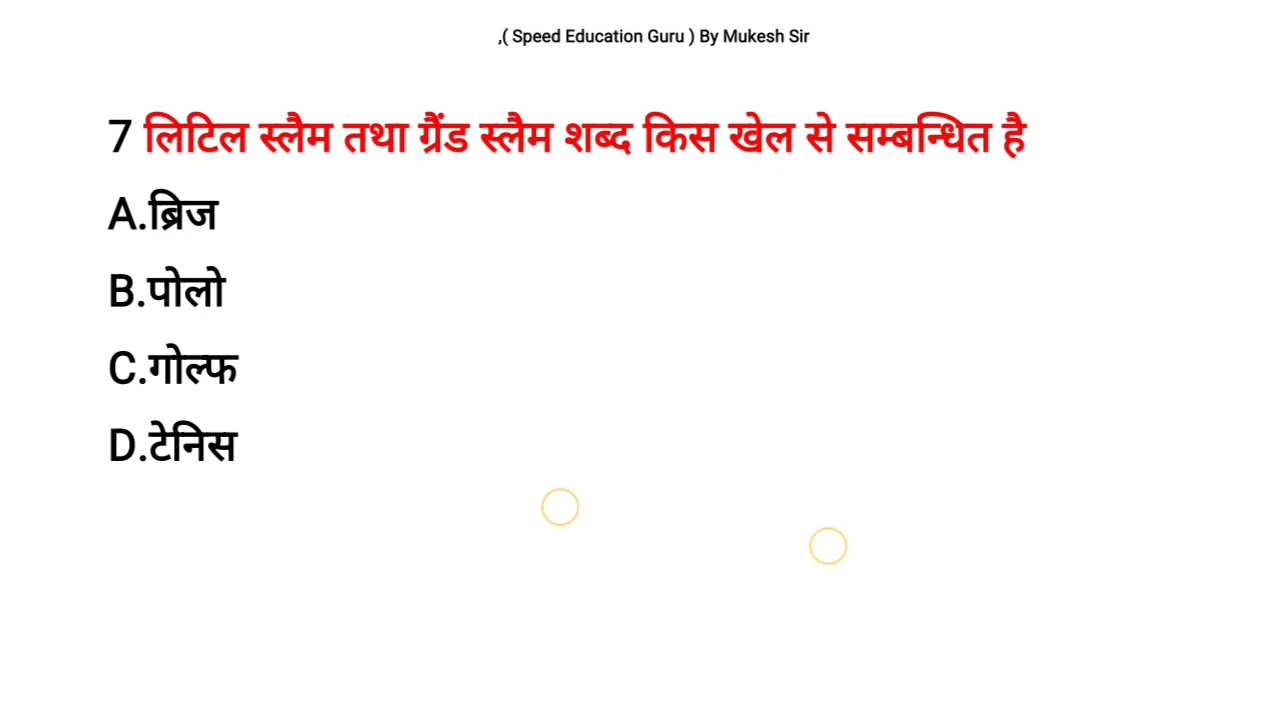 ,( Speed Education Guru ) By Mukesh Sir
7 लिटिल स्लैम तथा ग्रैंड स्लैम शब्द किस खेल से सम्बन्धित है
A.ब्रिज
B.पोलो
C.गोल्फ
D.टेनिस